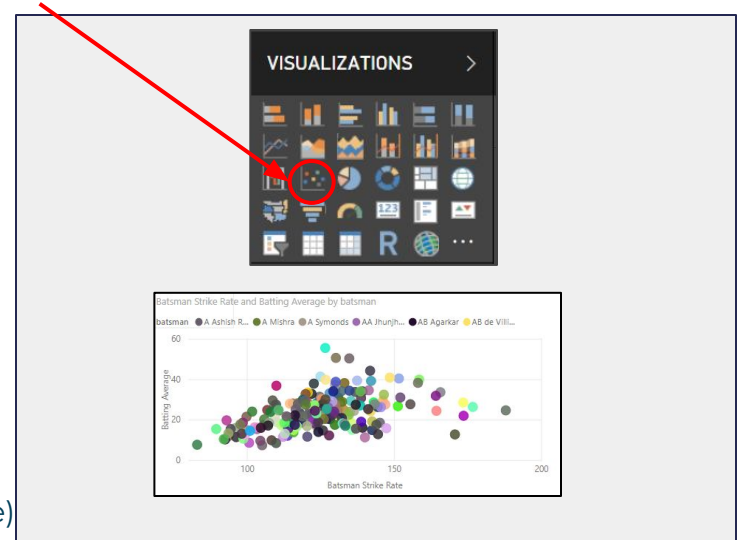 VISUALIZATIONS >
123
R
...
Batsman Strike Rate and Batting Average by batsman
batsman A Ashish R... A Mishra A Symonds AA Jhunjh... AB Agarkar AB de Villi...
60
40
20
0
Batting Average
100 150 200
Batsman Strike Rate
e)